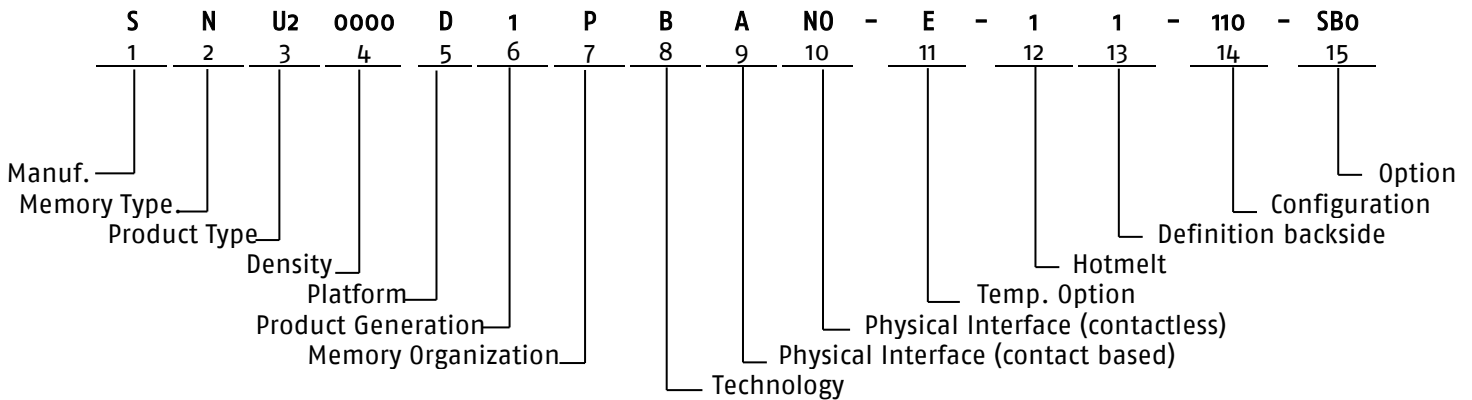 S N U2 0000 D 1 P B A N0 - E - 1 1 - 110 - SB0
1 2 3 4 5 6 7 8 9 10 11 12 13 14 15
Manuf. Option
Memory Type. Configuration
Product Type Definition backside
Density Hotmelt
Platform Temp. Option
Product Generation Physical Interface (contactless)
Memory Organization Physical Interface (contact based)
Technology